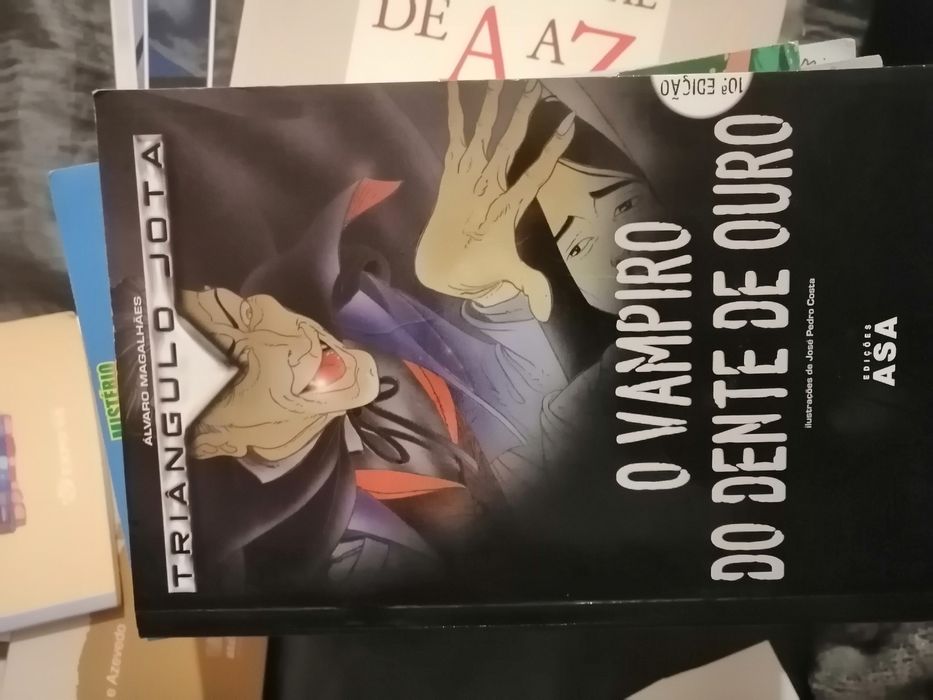 ÁLVARO MAGALHÃES
TRIÂNGULO JOTA
10ª EDIÇÃO
O VAMPIRO
DO DENTE DE OURO
ilustrações de José Pedro Costa
EDIÇÕES
ASA
DE A A Z
MISTÉRIO
e Azevedo